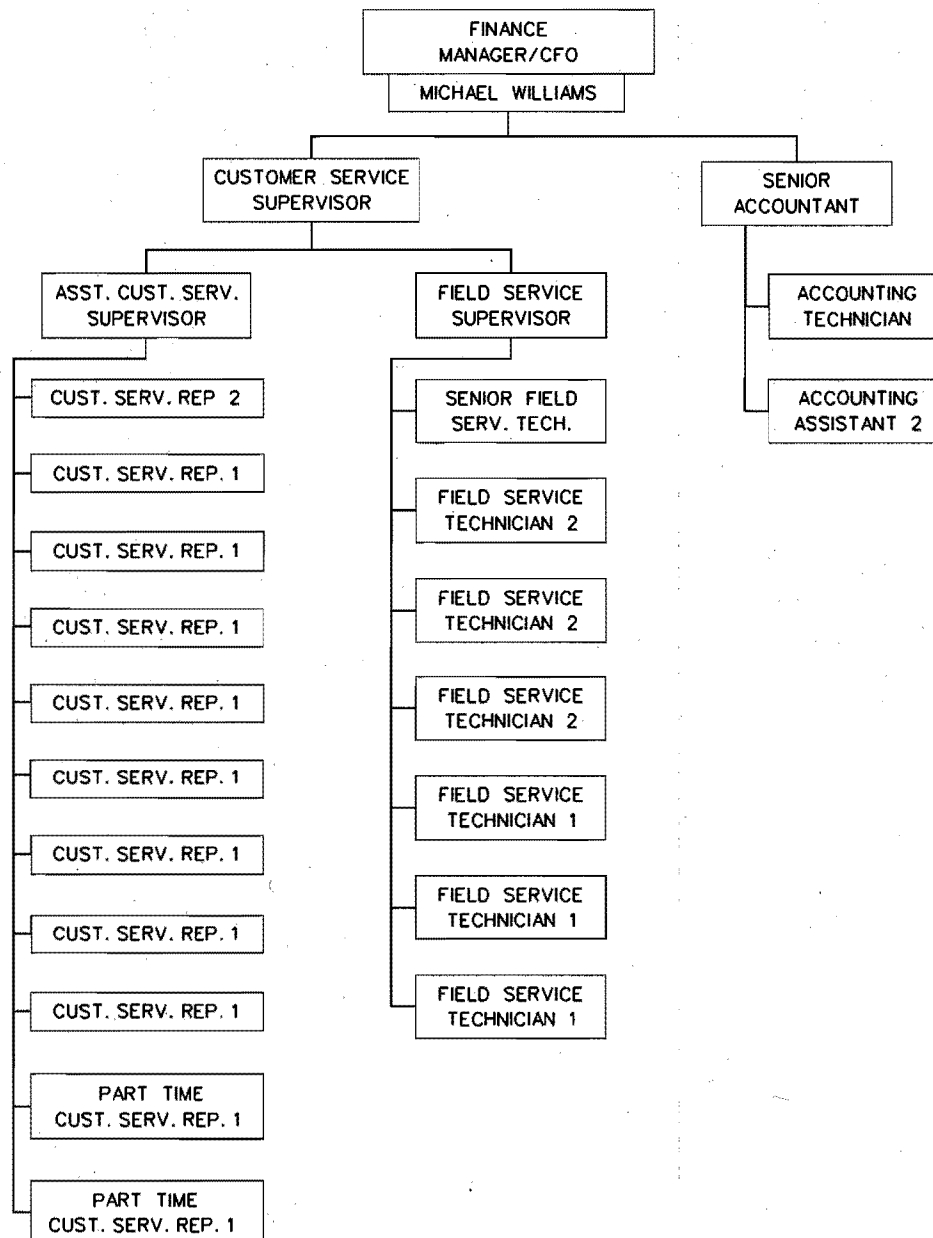 FINANCE
MANAGER/CFO
MICHAEL WILLIAMS
CUSTOMER SERVICE
SUPERVISOR
SENIOR
ACCOUNTANT
ASST. CUST. SERV.
SUPERVISOR
FIELD SERVICE
SUPERVISOR
ACCOUNTING
TECHNICIAN
ACCOUNTING
ASSISTANT 2
CUST. SERV. REP 2
CUST. SERV. REP. 1
CUST. SERV. REP. 1
CUST. SERV. REP. 1
CUST. SERV. REP. 1
CUST. SERV. REP. 1
CUST. SERV. REP. 1
CUST. SERV. REP. 1
CUST. SERV. REP. 1
PART TIME
CUST. SERV. REP. 1
PART TIME
CUST. SERV. REP. 1
SENIOR FIELD
SERV. TECH.
FIELD SERVICE
TECHNICIAN 2
FIELD SERVICE
TECHNICIAN 2
FIELD SERVICE
TECHNICIAN 2
FIELD SERVICE
TECHNICIAN 1
FIELD SERVICE
TECHNICIAN 1
FIELD SERVICE
TECHNICIAN 1